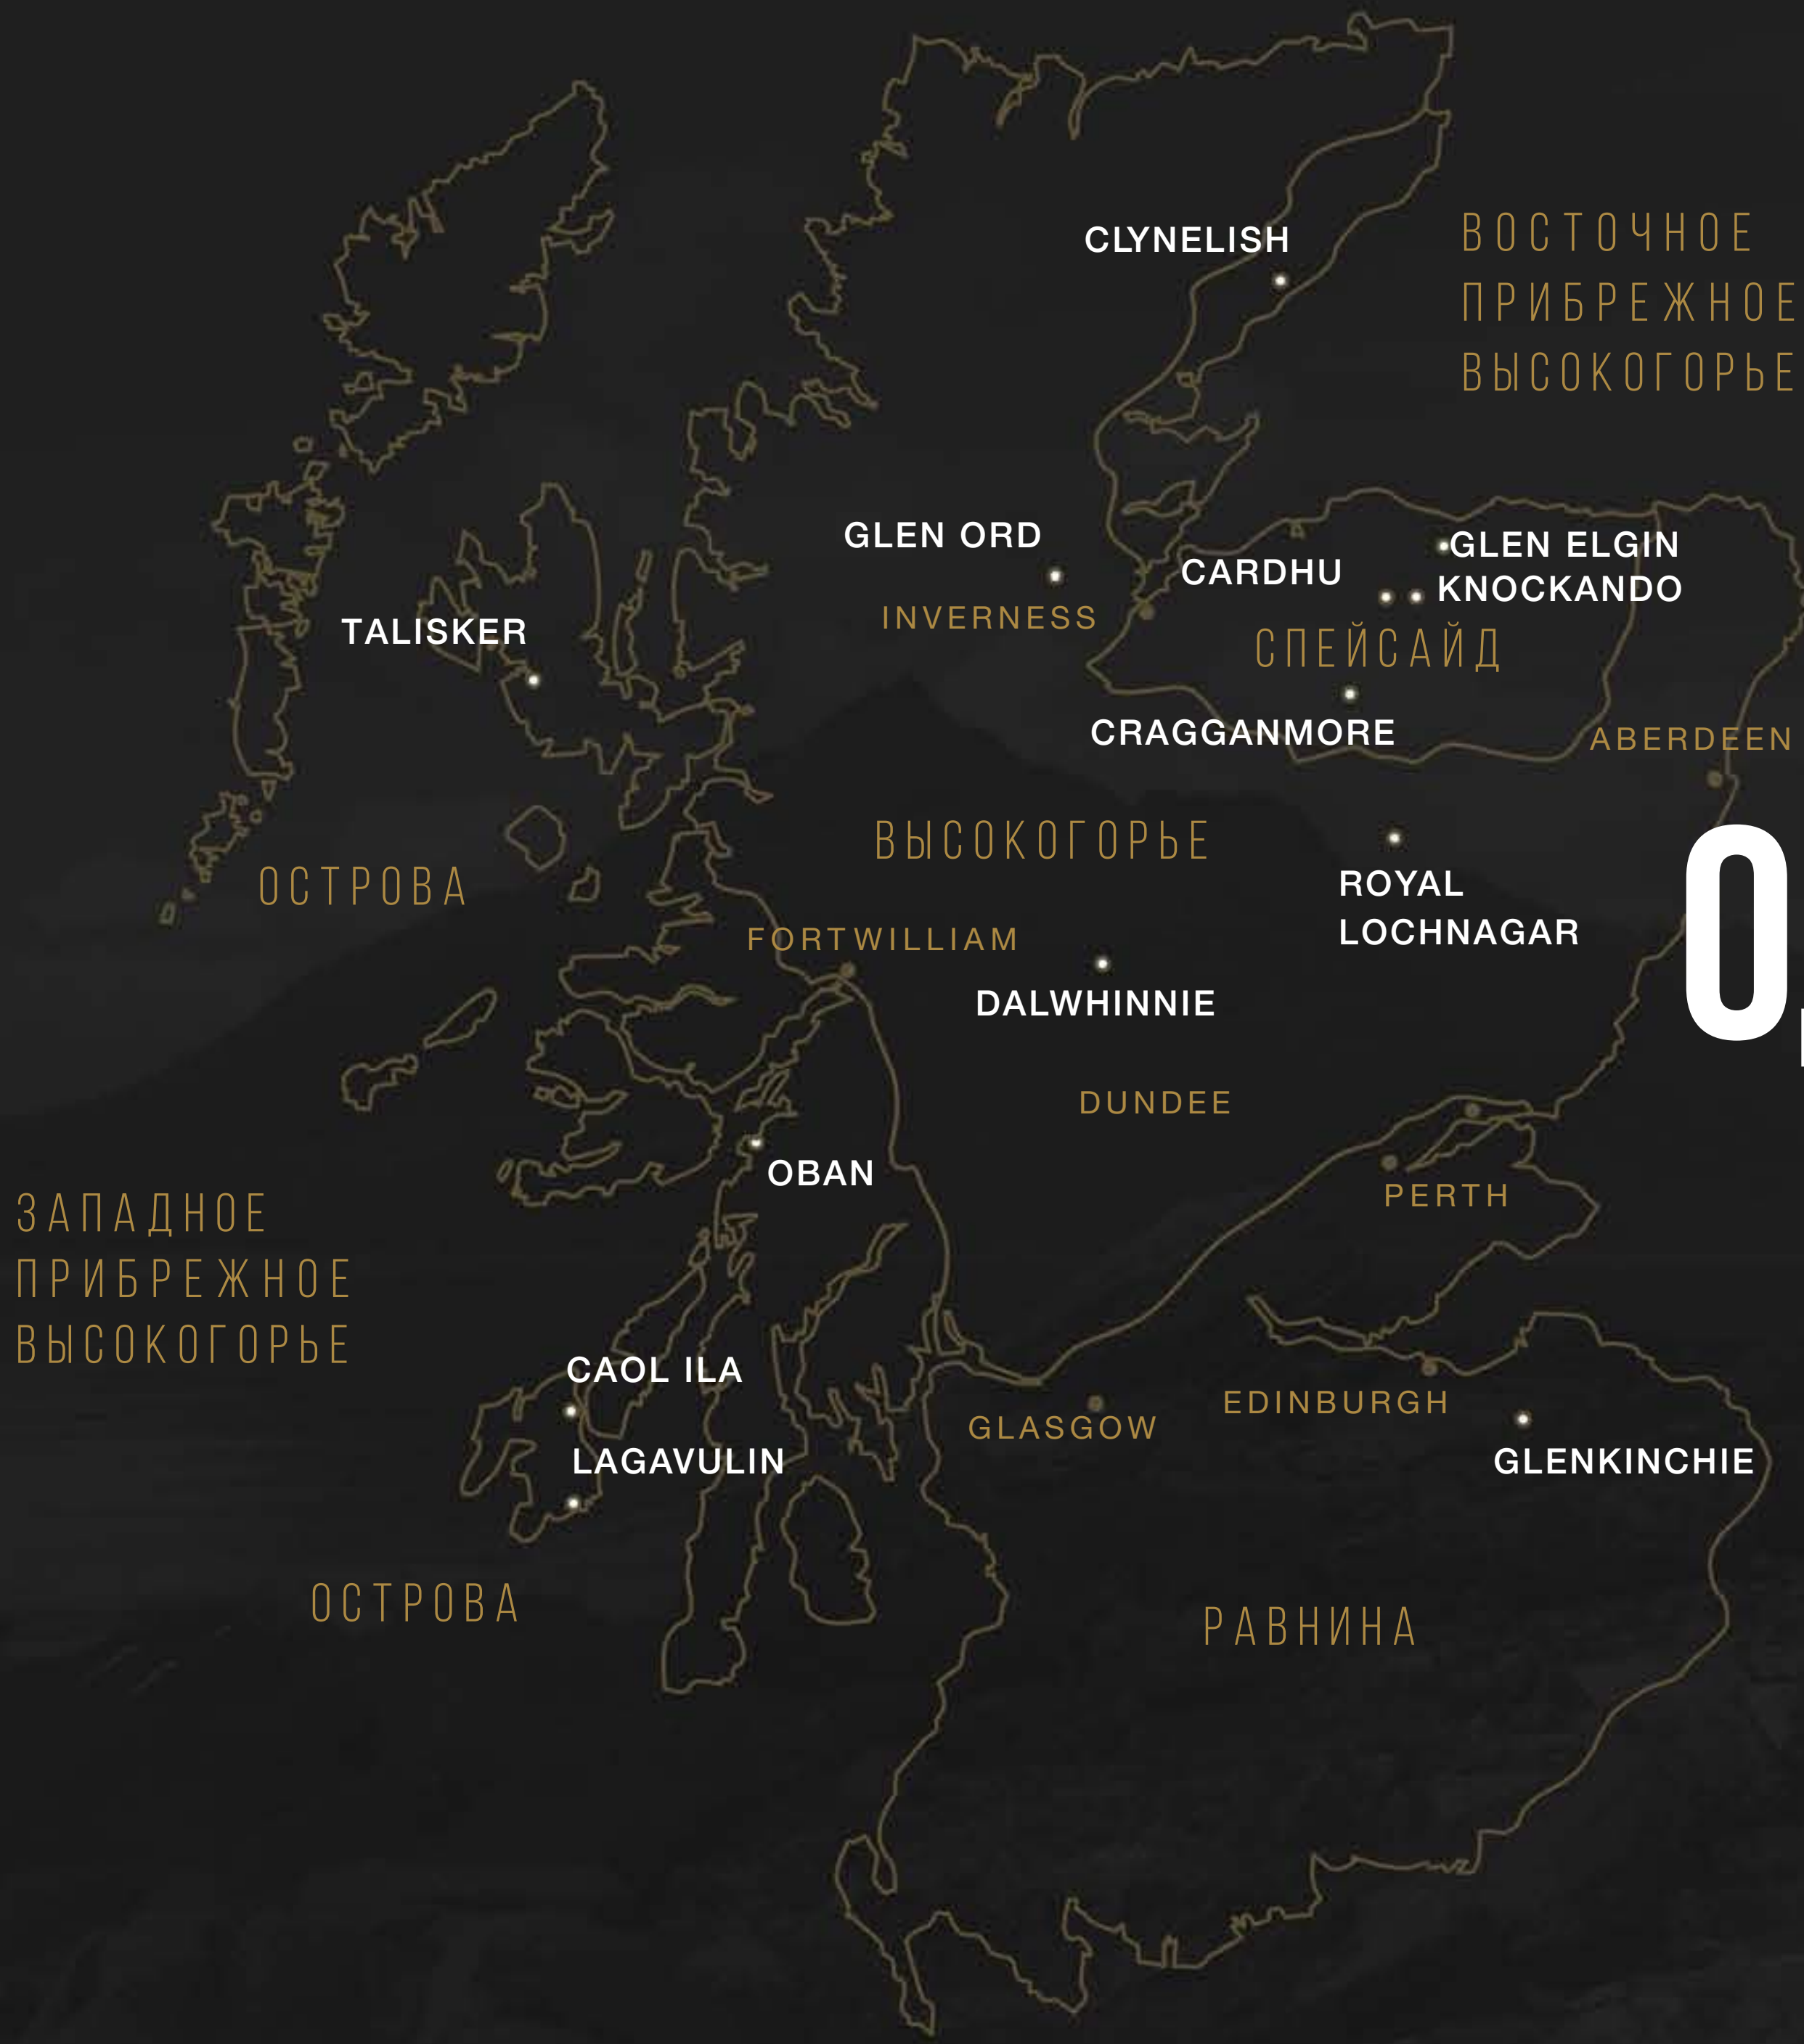 CLYNELISH
ВОСТОЧНОЕ
ПРИБРЕЖНОЕ
ВЫСОКОГОРЬЕ
GLEN ORD
GLEN ELGIN
CARDHU
KNOCKANDO
INVERNESS
TALISKER
СПЕЙСАЙД
CRAGGANMORE
ABERDEEN
ВЫСОКОГОРЬЕ
ОСТРОВА
ROYAL
LOCHNAGAR
FORTWILLIAM
DALWHINNIE
DUNDEE
OBAN
PERTH
ЗАПАДНОЕ
ПРИБРЕЖНОЕ
ВЫСОКОГОРЬЕ
CAOL ILA
EDINBURGH
GLASGOW
LAGAVULIN
GLENKINCHIE
ОСТРОВА
РАВНИНА